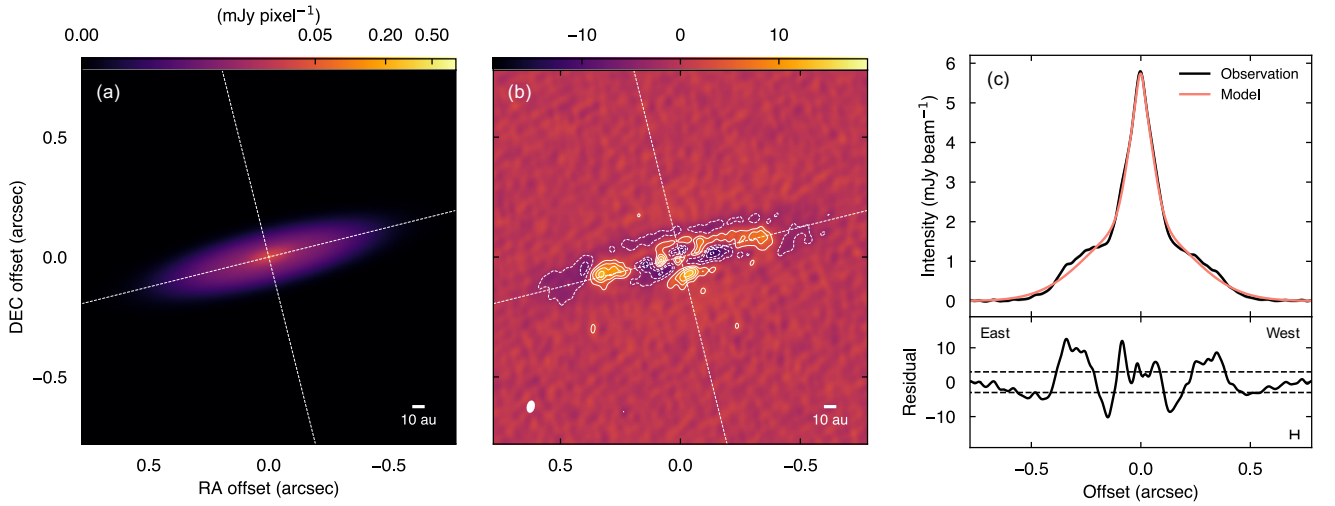 (mJy pixel⁻¹)
0.00 0.05 0.20 0.50
(a)
DEC offset (arcsec)
0.5
0.0
−0.5
10 au
0.5 0.0 −0.5
RA offset (arcsec)
−10 0 10
(b)
10 au
0.5 0.0 −0.5
(c)
Observation
Model
Intensity (mJy beam⁻¹)
6
5
4
3
2
1
0
East West
Residual
10
0
−10
−0.5 0.0 0.5
Offset (arcsec)